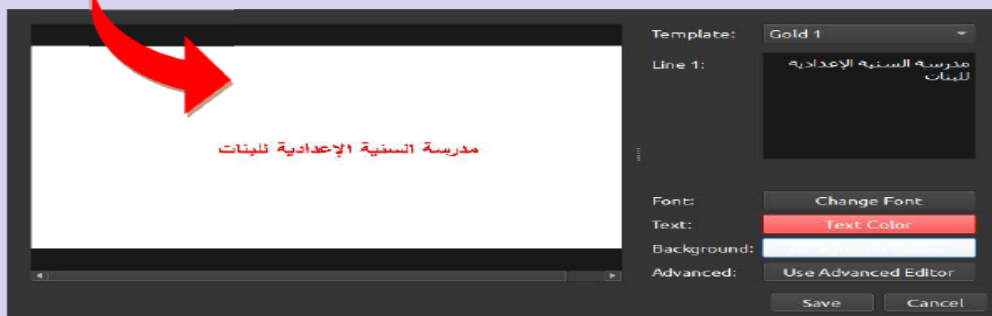 Template: Gold 1
Line 1: مدرسة السنية الإعدادية
للبنات
مدرسة السنية الإعدادية للبنات
Font: Change Font
Text: Text Color
Background:
Advanced: Use Advanced Editor
Save Cancel